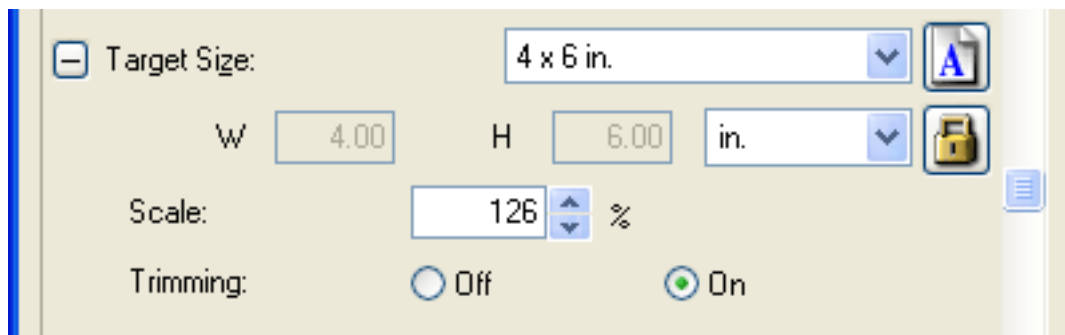 Target Size: 4 x 6 in. A
W 4.00 H 6.00 in.
Scale: 126 %
Trimming: Off On